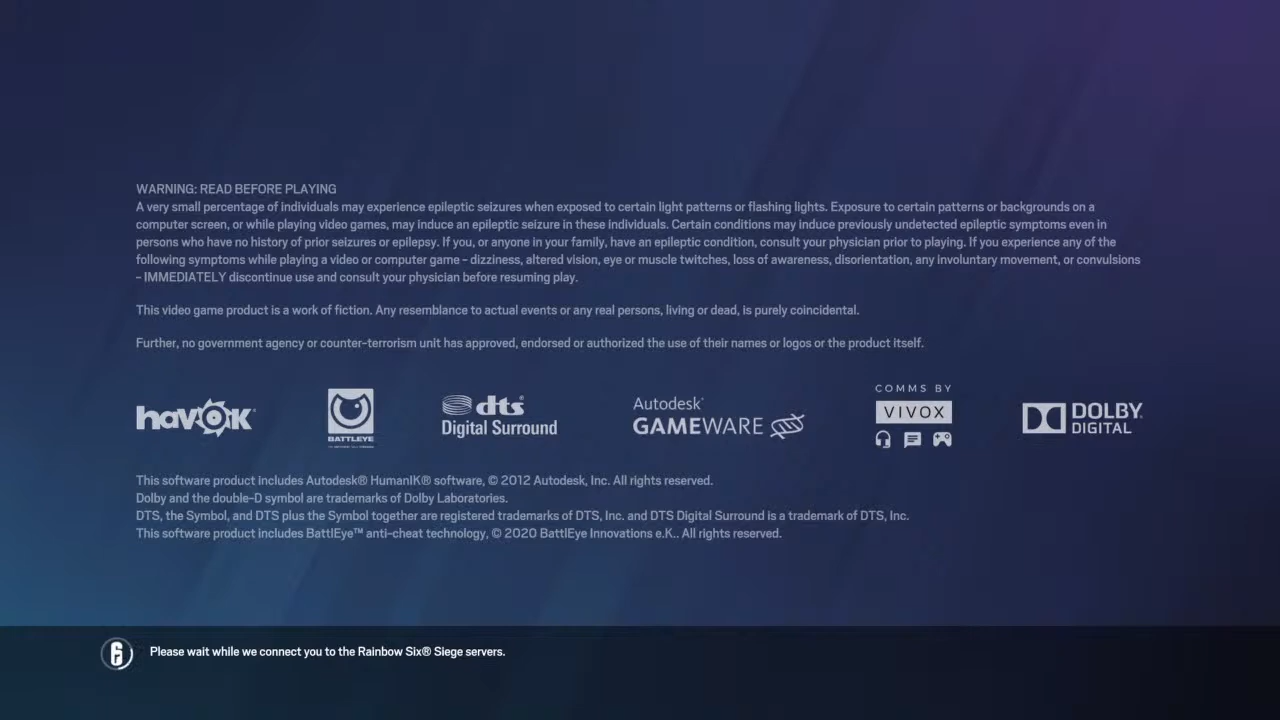 WARNING: READ BEFORE PLAYING
A very small percentage of individuals may experience epileptic seizures when exposed to certain light patterns or flashing lights. Exposure to certain patterns or backgrounds on a
computer screen, or while playing video games, may induce an epileptic seizure in these individuals. Certain conditions may induce previously undetected epileptic symptoms even in
persons who have no history of prior seizures or epilepsy. If you, or anyone in your family, have an epileptic condition, consult your physician prior to playing. If you experience any of the
following symptoms while playing a video or computer game - dizziness, altered vision, eye or muscle twitches, loss of awareness, disorientation, any involuntary movement, or convulsions
- IMMEDIATELY discontinue use and consult your physician before resuming play.
This video game product is a work of fiction. Any resemblance to actual events or any real persons, living or dead, is purely coincidental.
Further, no government agency or counter-terrorism unit has approved, endorsed or authorized the use of their names or logos or the product itself.
havok
BATTLEYE
dts
Digital Surround
Autodesk®
GAMEWARE
COMMS BY
VIVOX
DOLBY.
DIGITAL
This software product includes Autodesk® HumanIK® software, © 2012 Autodesk, Inc. All rights reserved.
Dolby and the double-D symbol are trademarks of Dolby Laboratories.
DTS, the Symbol, and DTS plus the Symbol together are registered trademarks of DTS, Inc. and DTS Digital Surround is a trademark of DTS, Inc.
This software product includes BattlEye™ anti-cheat technology, © 2020 BattlEye Innovations e.K.. All rights reserved.
6
Please wait while we connect you to the Rainbow Six® Siege servers.